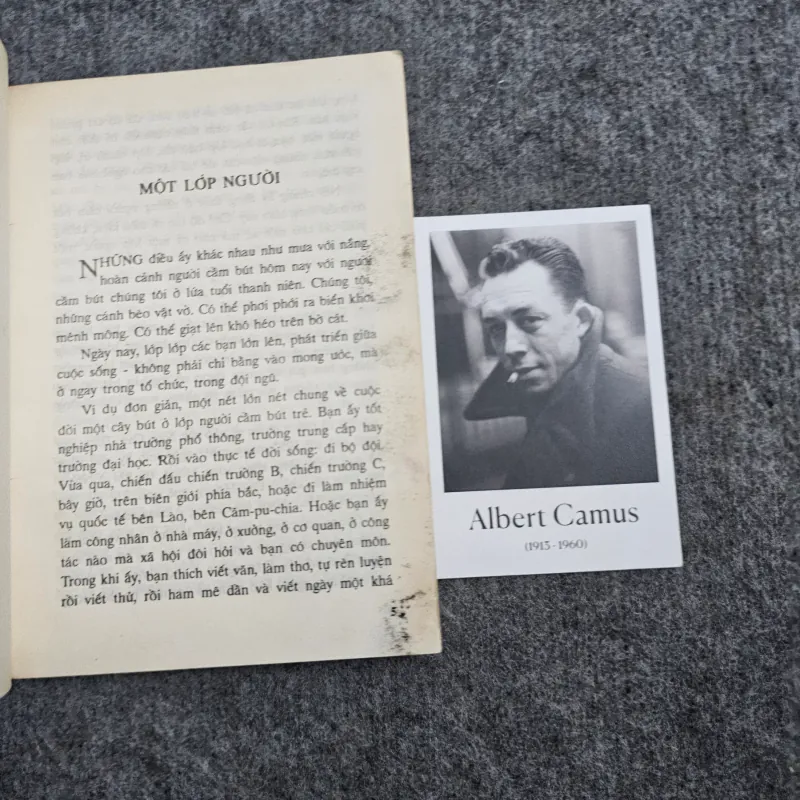 MỘT LỚP NGƯỜI
NHỮNG điều ấy khác nhau như mưa với nắng,
hoàn cảnh người cầm bút hôm nay với người
cầm bút chúng tôi ở lứa tuổi thanh niên. Chúng tôi,
những cánh bèo vật vờ. Có thể phơi phới ra biển khơi
mênh mông. Có thể giạt lên khô héo trên bờ cát.
Ngày nay, lớp lớp các bạn lớn lên, phát triển giữa
cuộc sống - không phải chỉ bằng vào mong ước, mà
ở ngay trong tổ chức, trong đội ngũ.
Ví dụ đơn giản, một nét lớn nét chung về cuộc
đời một cây bút ở lớp người cầm bút trẻ. Bạn ấy tốt
nghiệp nhà trường phổ thông, trường trung cấp hay
trường đại học. Rồi vào thực tế đời sống: đi bộ đội.
Vừa qua, chiến đấu chiến trường B, chiến trường C,
bây giờ, trên biên giới phía bắc, hoặc đi làm nhiệm
vụ quốc tế bên Lào, bên Căm-pu-chia. Hoặc bạn ấy
làm công nhân ở nhà máy, ở xưởng, ở cơ quan, ở công
tác nào mà xã hội đòi hỏi và bạn có chuyên môn.
Trong khi ấy, bạn thích viết văn, làm thơ, tự rèn luyện
rồi viết thử, rồi ham mê dần và viết ngày một khá
5
Albert Camus
(1913-1960)